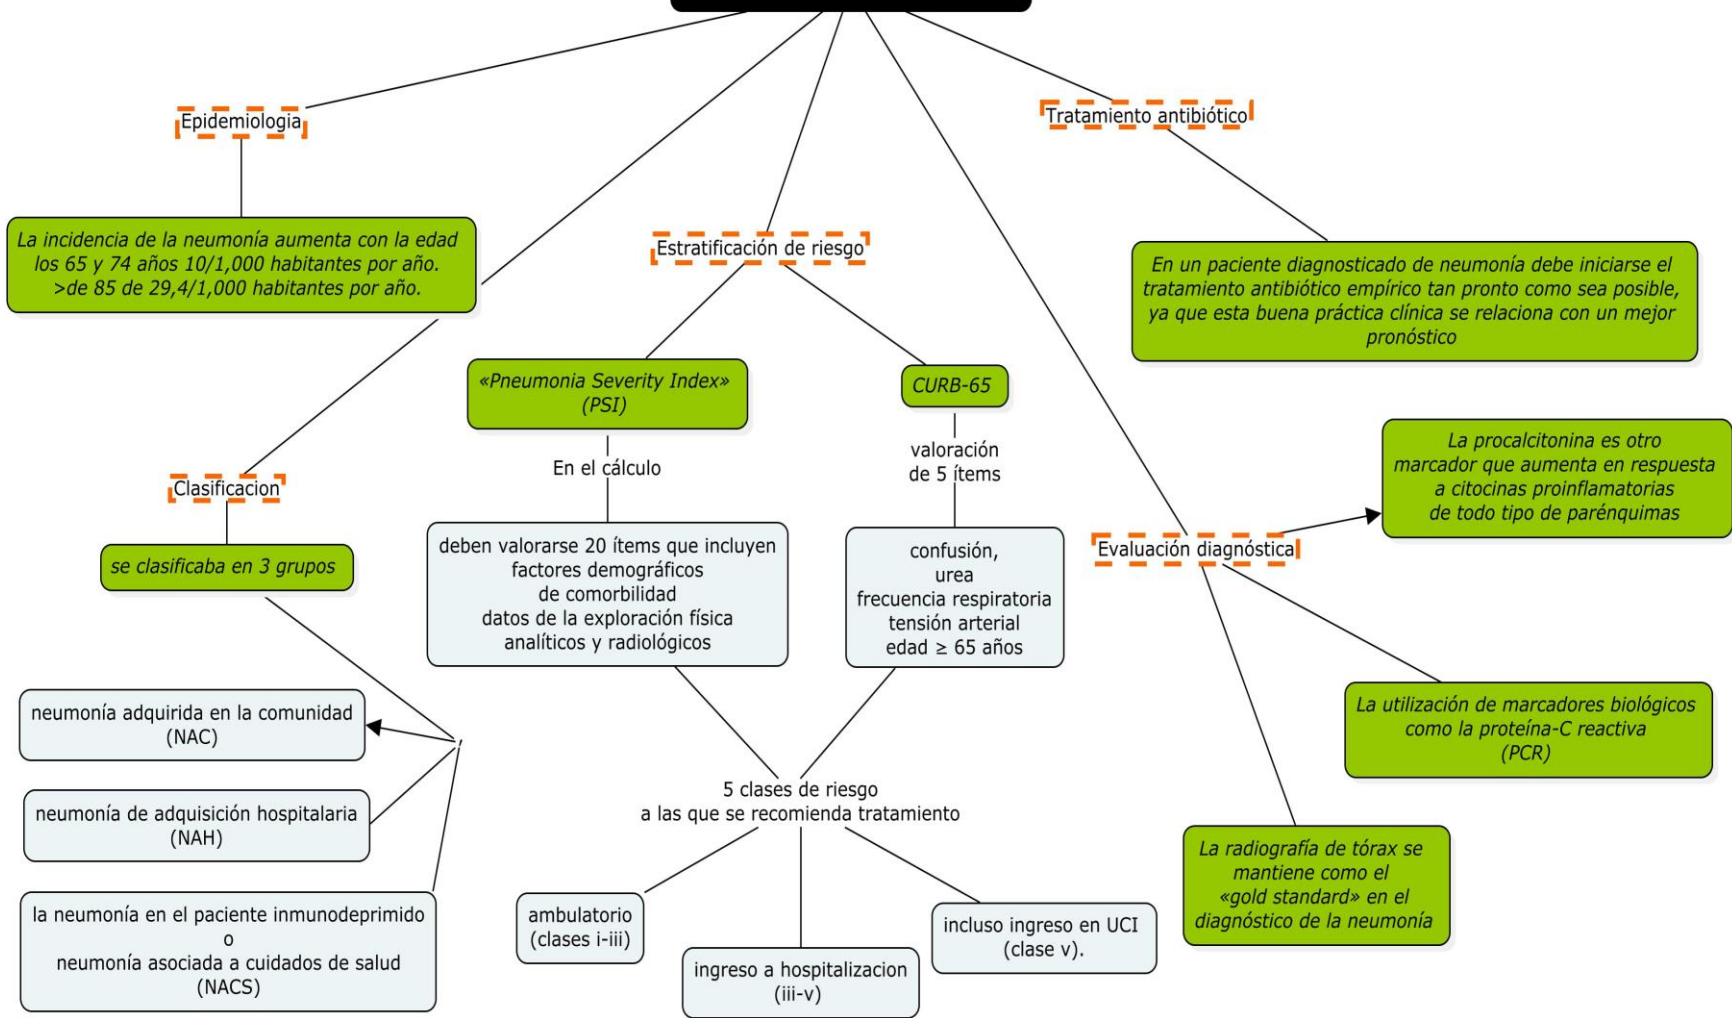 Epidemiologia
La incidencia de la neumonía aumenta con la edad
los 65 y 74 años 10/1,000 habitantes por año.
>de 85 de 29,4/1,000 habitantes por año.
Clasificacion
se clasificaba en 3 grupos
neumonía adquirida en la comunidad
(NAC)
neumonía de adquisición hospitalaria
(NAH)
la neumonía en el paciente inmunodeprimido
o
neumonía asociada a cuidados de salud
(NACS)
,
Estratificación de riesgo
«Pneumonia Severity Index»
(PSI)
En el cálculo
deben valorarse 20 ítems que incluyen
factores demográficos
de comorbilidad
datos de la exploración física
analíticos y radiológicos
CURB-65
valoración
de 5 ítems
confusión,
urea
frecuencia respiratoria
tensión arterial
edad ≥ 65 años
5 clases de riesgo
a las que se recomienda tratamiento
ambulatorio
(clases i-iii)
ingreso a hospitalizacion
(iii-v)
incluso ingreso en UCI
(clase v).
Tratamiento antibiótico
En un paciente diagnosticado de neumonía debe iniciarse el
tratamiento antibiótico empírico tan pronto como sea posible,
ya que esta buena práctica clínica se relaciona con un mejor
pronóstico
Evaluación diagnóstica
La procalcitonina es otro
marcador que aumenta en respuesta
a citocinas proinflamatorias
de todo tipo de parénquimas
La utilización de marcadores biológicos
como la proteína-C reactiva
(PCR)
La radiografía de tórax se
mantiene como el
«gold standard» en el
diagnóstico de la neumonía